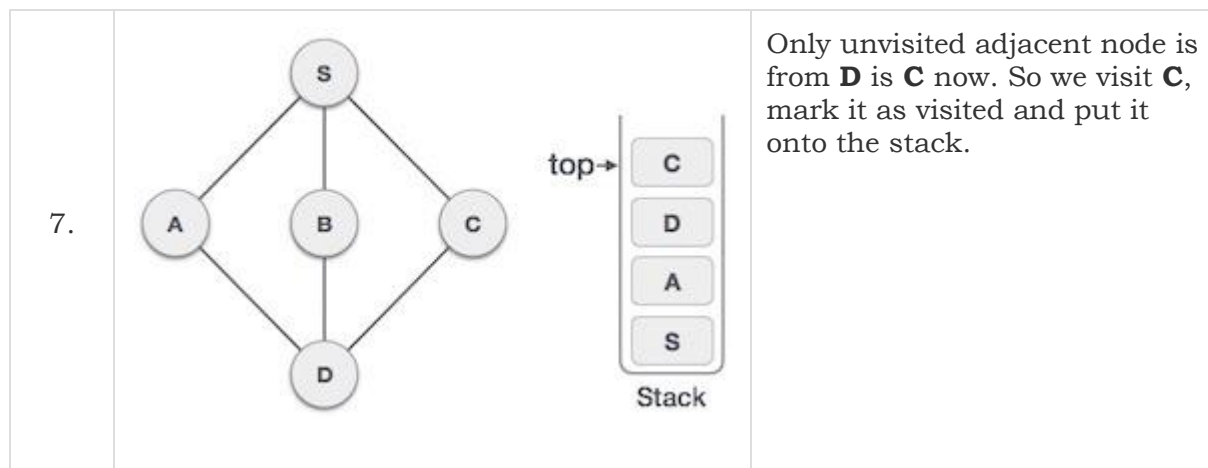 7.
S
A
B
C
D
top
C
D
A
S
Stack
Only unvisited adjacent node is
from D is C now. So we visit C,
mark it as visited and put it
onto the stack.